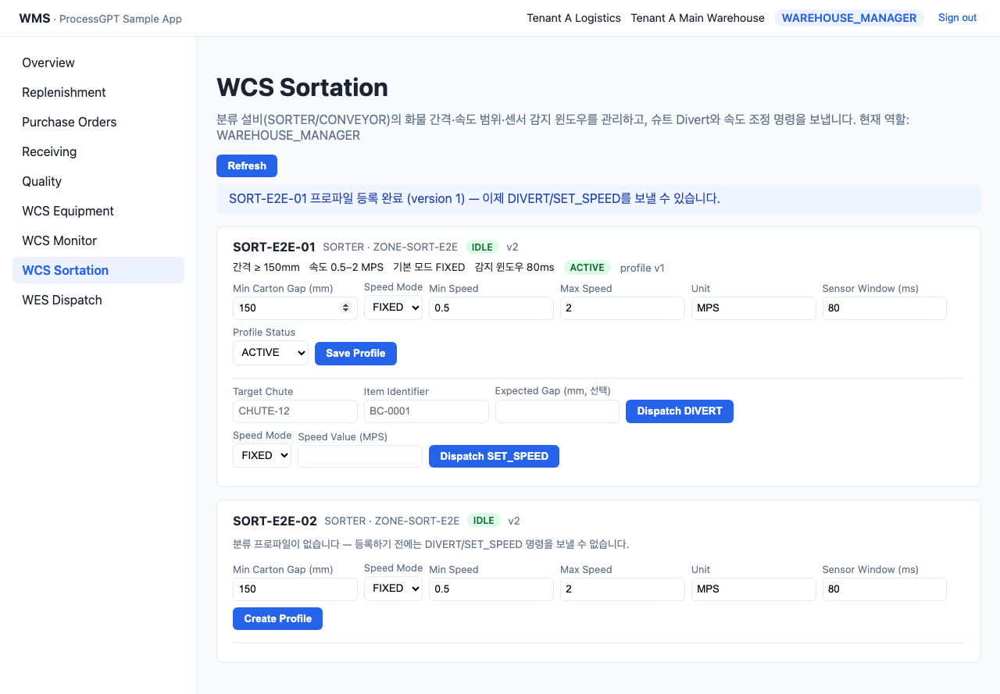 WMS · ProcessGPT Sample App
Tenant A Logistics Tenant A Main Warehouse WAREHOUSE_MANAGER Sign out
Overview
Replenishment
Purchase Orders
Receiving
Quality
WCS Equipment
WCS Monitor
WCS Sortation
WES Dispatch
WCS Sortation
분류 설비(SORTER/CONVEYOR)의 화물 간격·속도 범위·센서 감지 윈도우를 관리하고, 슈트 Divert와 속도 조정 명령을 보냅니다. 현재 역할:
WAREHOUSE_MANAGER
Refresh
SORT-E2E-01 프로파일 등록 완료 (version 1) — 이제 DIVERT/SET_SPEED를 보낼 수 있습니다.
SORT-E2E-01 SORTER · ZONE-SORT-E2E IDLE v2
간격 ≥ 150mm 속도 0.5–2 MPS 기본 모드 FIXED 감지 윈도우 80ms ACTIVE profile v1
Min Carton Gap (mm) Speed Mode Min Speed Max Speed Unit Sensor Window (ms)
150 FIXED 0.5 2 MPS 80
Profile Status
ACTIVE Save Profile
Target Chute Item Identifier Expected Gap (mm, 선택)
CHUTE-12 BC-0001 Dispatch DIVERT
Speed Mode Speed Value (MPS)
FIXED Dispatch SET_SPEED
SORT-E2E-02 SORTER · ZONE-SORT-E2E IDLE v2
분류 프로파일이 없습니다 — 등록하기 전에는 DIVERT/SET_SPEED 명령을 보낼 수 없습니다.
Min Carton Gap (mm) Speed Mode Min Speed Max Speed Unit Sensor Window (ms)
150 FIXED 0.5 2 MPS 80
Create Profile